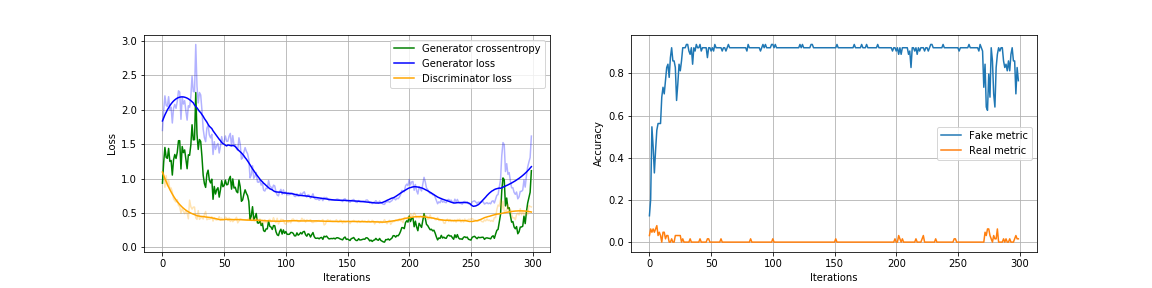 3.0
2.5
2.0
1.5
1.0
0.5
0.0
Loss
0 50 100 150 200 250 300
Iterations
Generator crossentropy
Generator loss
Discriminator loss
0.8
0.6
0.4
0.2
0.0
Accuracy
0 50 100 150 200 250 300
Iterations
Fake metric
Real metric